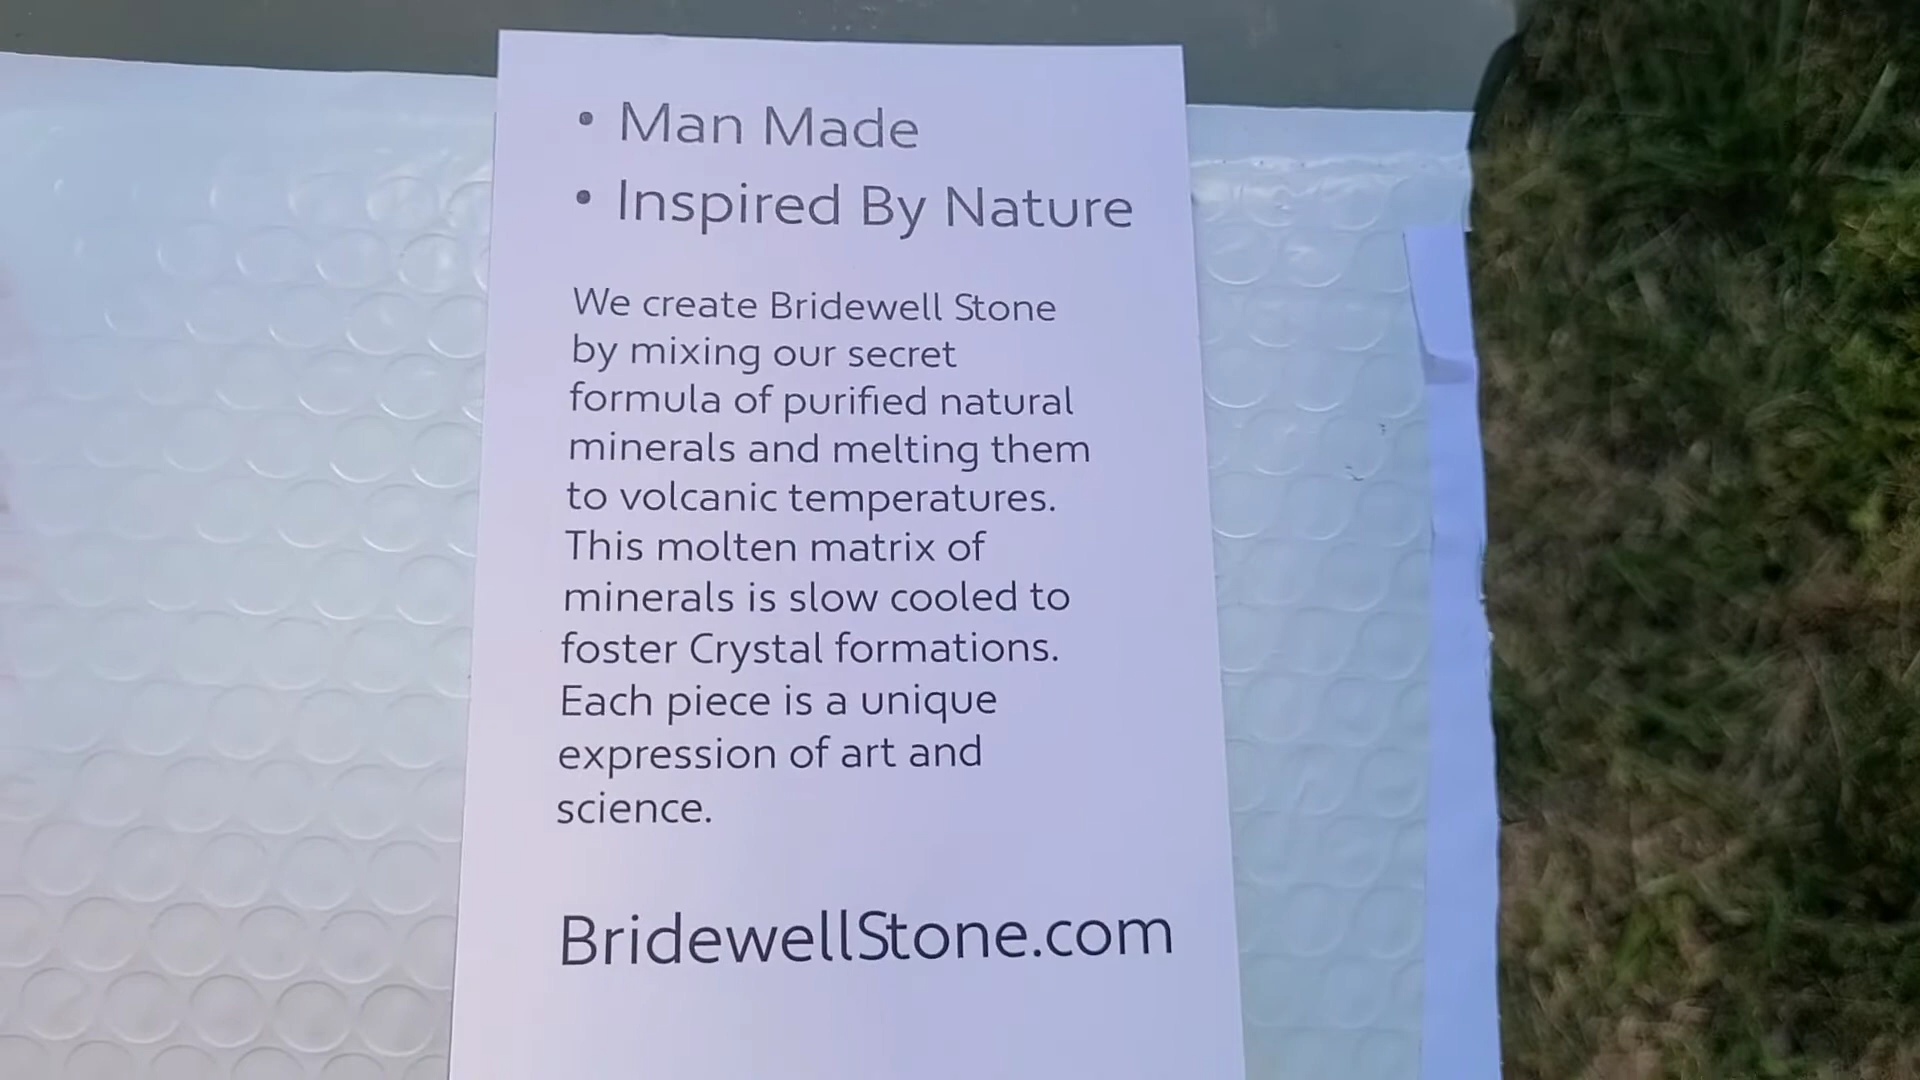 • Man Made
• Inspired By Nature
We create Bridewell Stone
by mixing our secret
formula of purified natural
minerals and melting them
to volcanic temperatures.
This molten matrix of
minerals is slow cooled to
foster Crystal formations.
Each piece is a unique
expression of art and
science.
BridewellStone.com